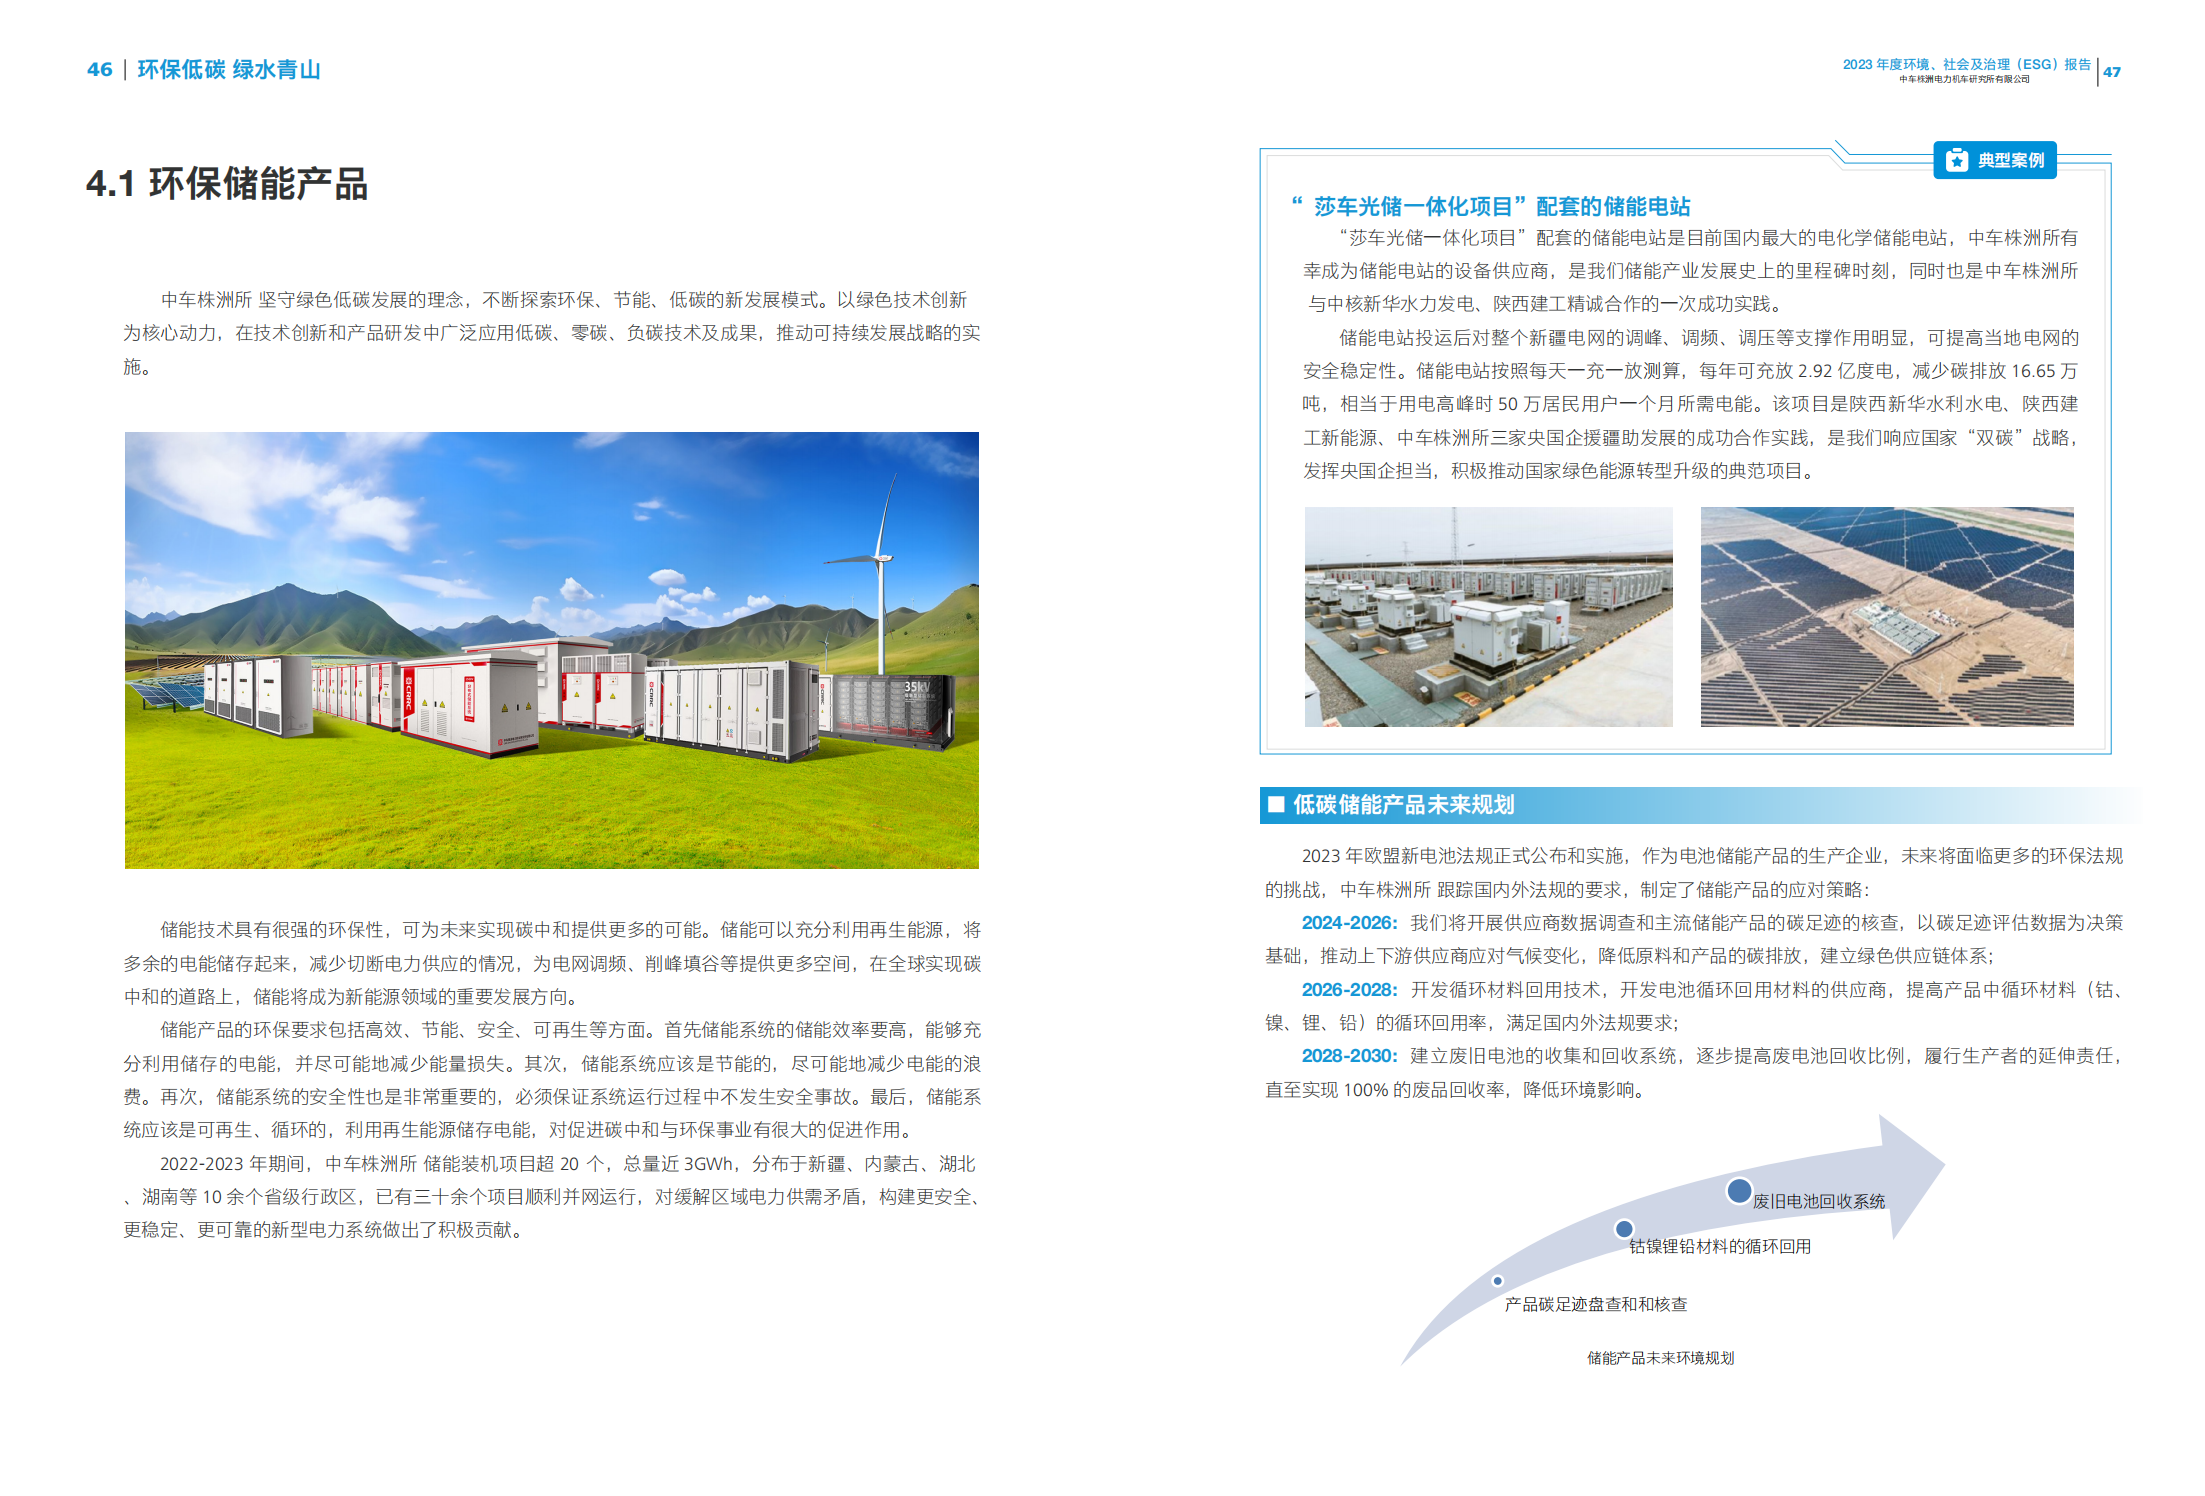 46 环保低碳 绿水青山
4.1 环保储能产品
中车株洲所 坚守绿色低碳发展的理念，不断探索环保、节能、低碳的新发展模式。以绿色技术创新
为核心动力，在技术创新和产品研发中广泛应用低碳、零碳、负碳技术及成果，推动可持续发展战略的实
施。
CRRC
CRRC
35kV
储能技术具有很强的环保性，可为未来实现碳中和提供更多的可能。储能可以充分利用再生能源，将
多余的电能储存起来，减少切断电力供应的情况，为电网调频、削峰填谷等提供更多空间，在全球实现碳
中和的道路上，储能将成为新能源领域的重要发展方向。
储能产品的环保要求包括高效、节能、安全、可再生等方面。首先储能系统的储能效率要高，能够充
分利用储存的电能，并尽可能地减少能量损失。其次，储能系统应该是节能的，尽可能地减少电能的浪
费。再次，储能系统的安全性也是非常重要的，必须保证系统运行过程中不发生安全事故。最后，储能系
统应该是可再生、循环的，利用再生能源储存电能，对促进碳中和与环保事业有很大的促进作用。
2022-2023 年期间，中车株洲所 储能装机项目超 20 个，总量近 3GWh，分布于新疆、内蒙古、湖北
、湖南等 10 余个省级行政区，已有三十余个项目顺利并网运行，对缓解区域电力供需矛盾，构建更安全、
更稳定、更可靠的新型电力系统做出了积极贡献。
2023 年度环境、社会及治理（ESG）报告
中车株洲电力机车研究所有限公司
47
典型案例
“ 莎车光储一体化项目”配套的储能电站
“莎车光储一体化项目”配套的储能电站是目前国内最大的电化学储能电站，中车株洲所有
幸成为储能电站的设备供应商，是我们储能产业发展史上的里程碑时刻，同时也是中车株洲所
与中核新华水力发电、陕西建工精诚合作的一次成功实践。
储能电站投运后对整个新疆电网的调峰、调频、调压等支撑作用明显，可提高当地电网的
安全稳定性。储能电站按照每天一充一放测算，每年可充放 2.92 亿度电，减少碳排放 16.65 万
吨，相当于用电高峰时 50 万居民用户一个月所需电能。该项目是陕西新华水利水电、陕西建
工新能源、中车株洲所三家央国企援疆助发展的成功合作实践，是我们响应国家“双碳”战略，
发挥央国企担当，积极推动国家绿色能源转型升级的典范项目。
低碳储能产品未来规划
2023 年欧盟新电池法规正式公布和实施，作为电池储能产品的生产企业，未来将面临更多的环保法规
的挑战，中车株洲所 跟踪国内外法规的要求，制定了储能产品的应对策略：
2024-2026：我们将开展供应商数据调查和主流储能产品的碳足迹的核查，以碳足迹评估数据为决策
基础，推动上下游供应商应对气候变化，降低原料和产品的碳排放，建立绿色供应链体系；
2026-2028：开发循环材料回用技术，开发电池循环回用材料的供应商，提高产品中循环材料（钴、
镍、锂、铅）的循环回用率，满足国内外法规要求；
2028-2030：建立废旧电池的收集和回收系统，逐步提高废电池回收比例，履行生产者的延伸责任，
直至实现 100% 的废品回收率，降低环境影响。
废旧电池回收系统
钴镍锂铅材料的循环回用
产品碳足迹盘查和和核查
储能产品未来环境规划